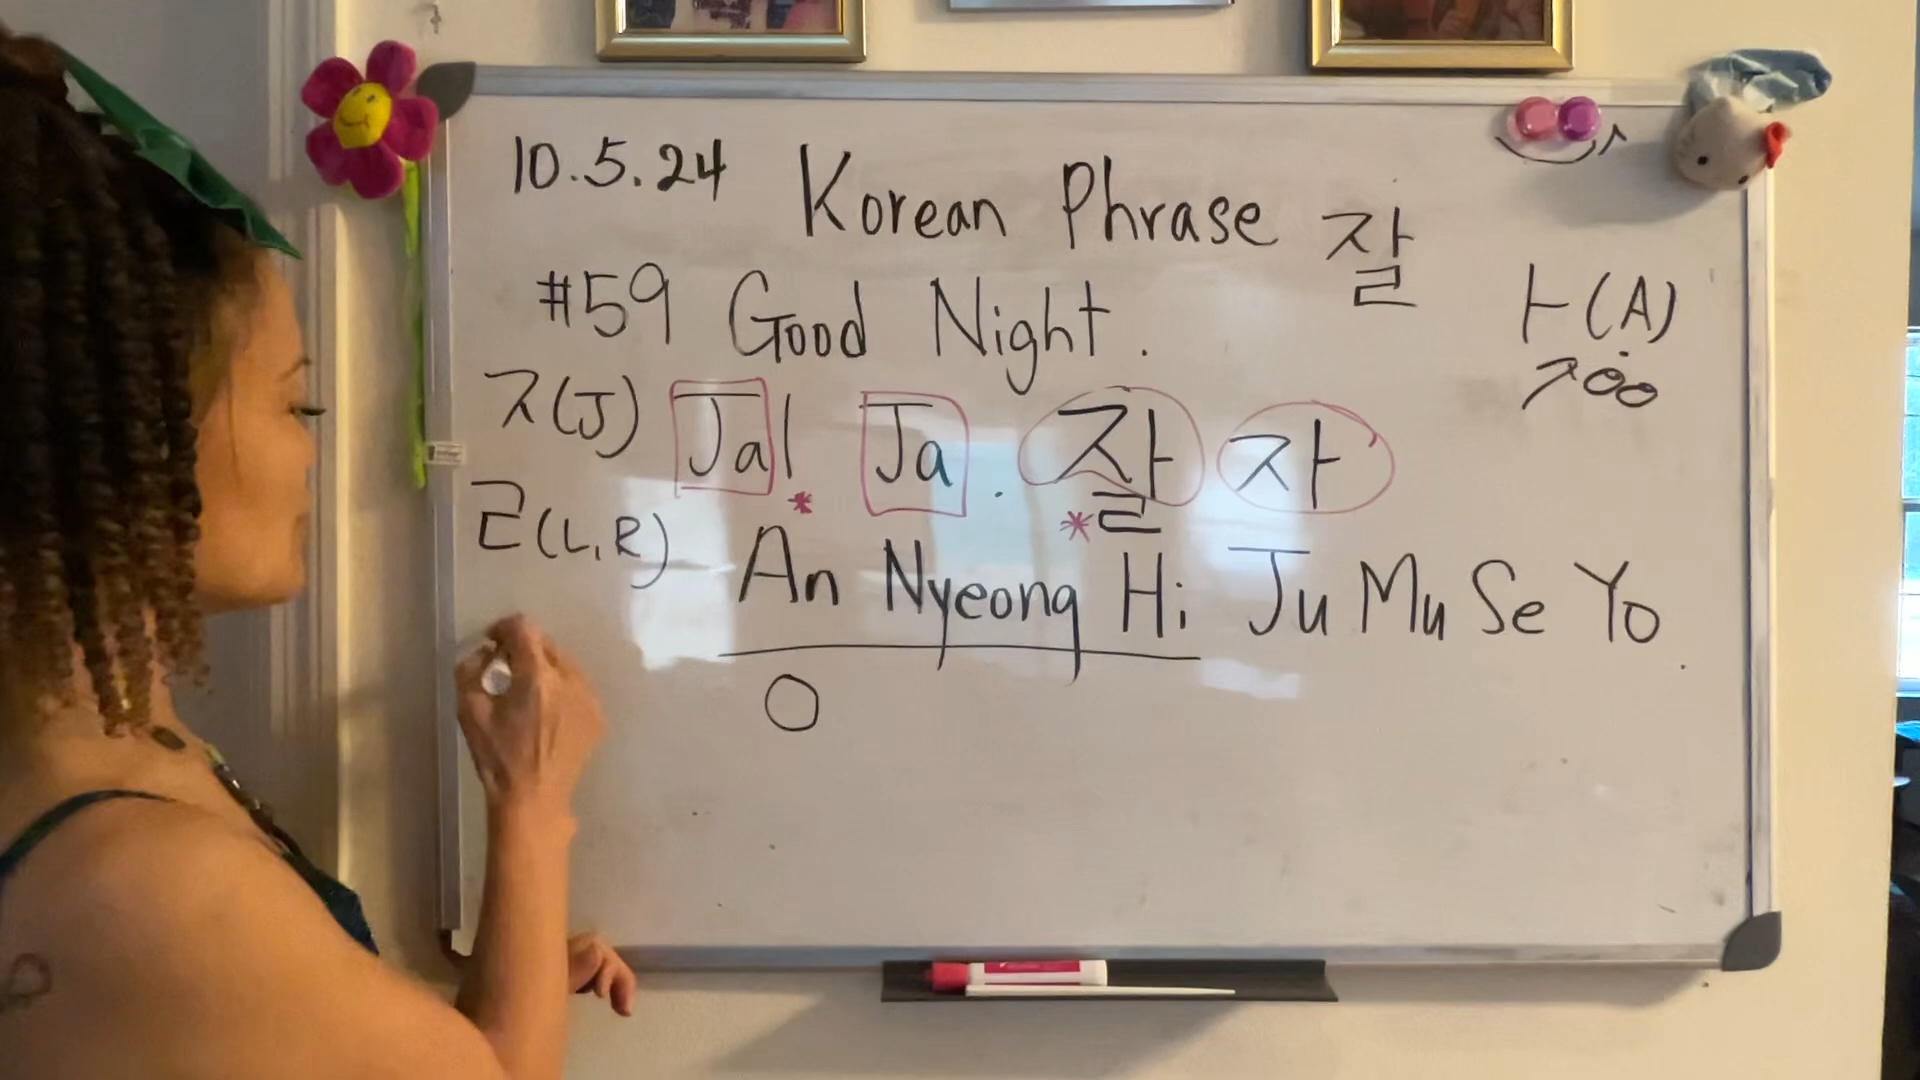 10.5.24 Korean Phrase 잘
#59 Good Night. ㅏ(A)
ㅈ(J) Jal Ja. 잘 자
ㄹ(L,R) * *
An Nyeong Hi Ju Mu Se Yo.
O